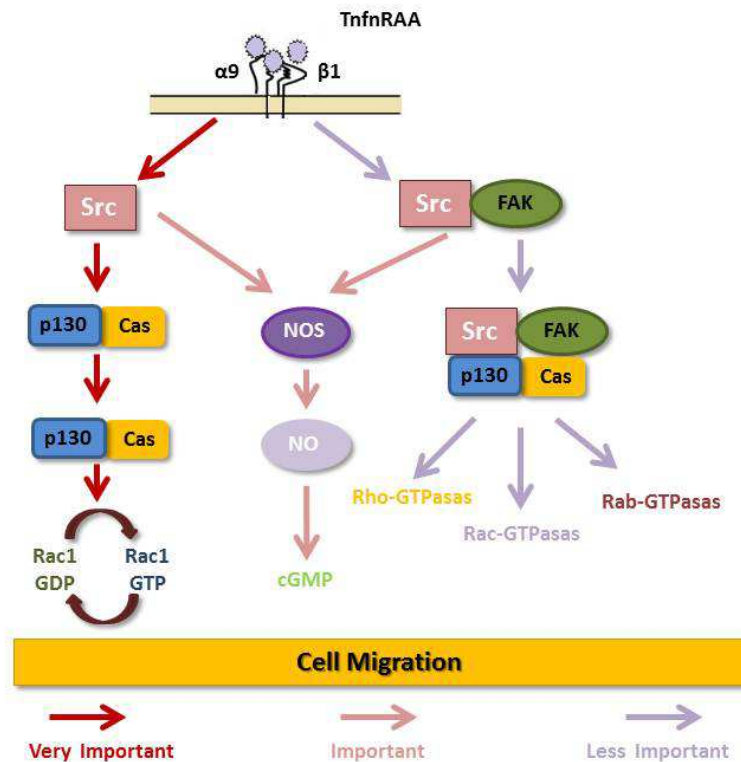 TnfnRAA
α9
β1
Src
Src
FAK
p130
Cas
NOS
Src
FAK
p130
Cas
p130
Cas
NO
Rho-GTPasas
Rab-GTPasas
Rac-GTPasas
Rac1
GDP
Rac1
GTP
cGMP
Cell Migration
Very Important
Important
Less Important